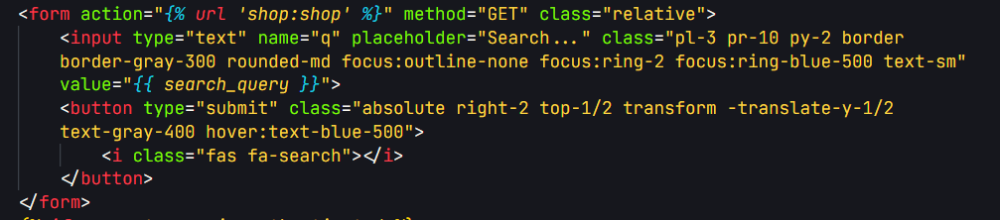 <form action="{% url 'shop:shop' %}" method="GET" class="relative">
<input type="text" name="q" placeholder="Search..." class="pl-3 pr-10 py-2 border
border-gray-300 rounded-md focus:outline-none focus:ring-2 focus:ring-blue-500 text-sm"
value="{{ search_query }}">
<button type="submit" class="absolute right-2 top-1/2 transform -translate-y-1/2
text-gray-400 hover:text-blue-500">
<i class="fas fa-search"></i>
</button>
</form>